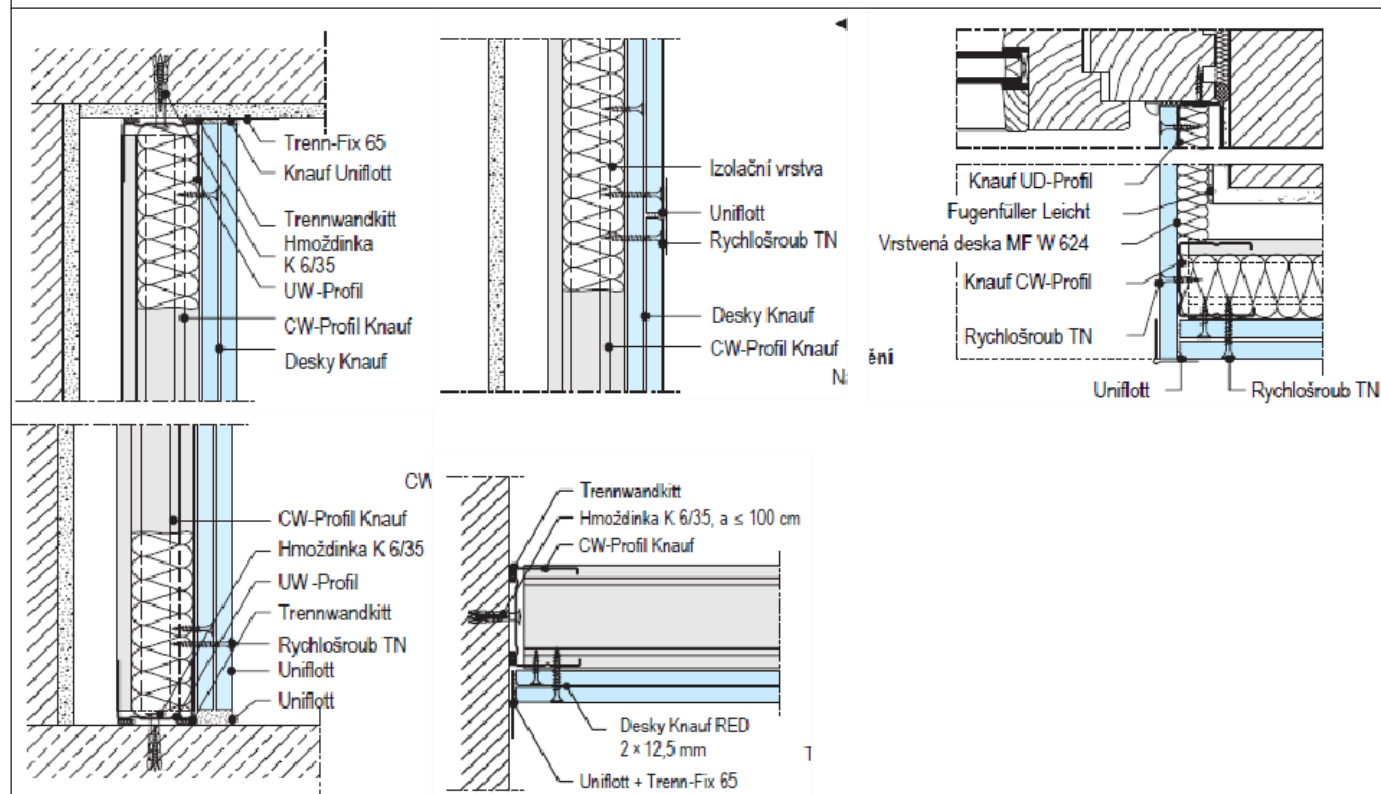 Trenn-Fix 65
Knauf Uniflott
Trennwandkitt
Hmoždinka
K 6/35
UW -Profil
CW-Profil Knauf
Desky Knauf
Izolační vrstva
Uniflott
Rychlošroub TN
Desky Knauf
CW-Profil Knauf
Knauf UD-Profil
Fugenfüller Leicht
Vrstvená deska MF W 624
Knauf CW-Profil
Rychlošroub TN
ění
Uniflott
Rychlošroub TN
CW-Profil Knauf
Hmoždinka K 6/35
UW -Profil
Trennwandkitt
Rychlošroub TN
Uniflott
Uniflott
CW
Trennwandkitt
Hmoždinka K 6/35, a ≤ 100 cm
CW-Profil Knauf
Desky Knauf RED
2 × 12,5 mm
Uniflott + Trenn-Fix 65